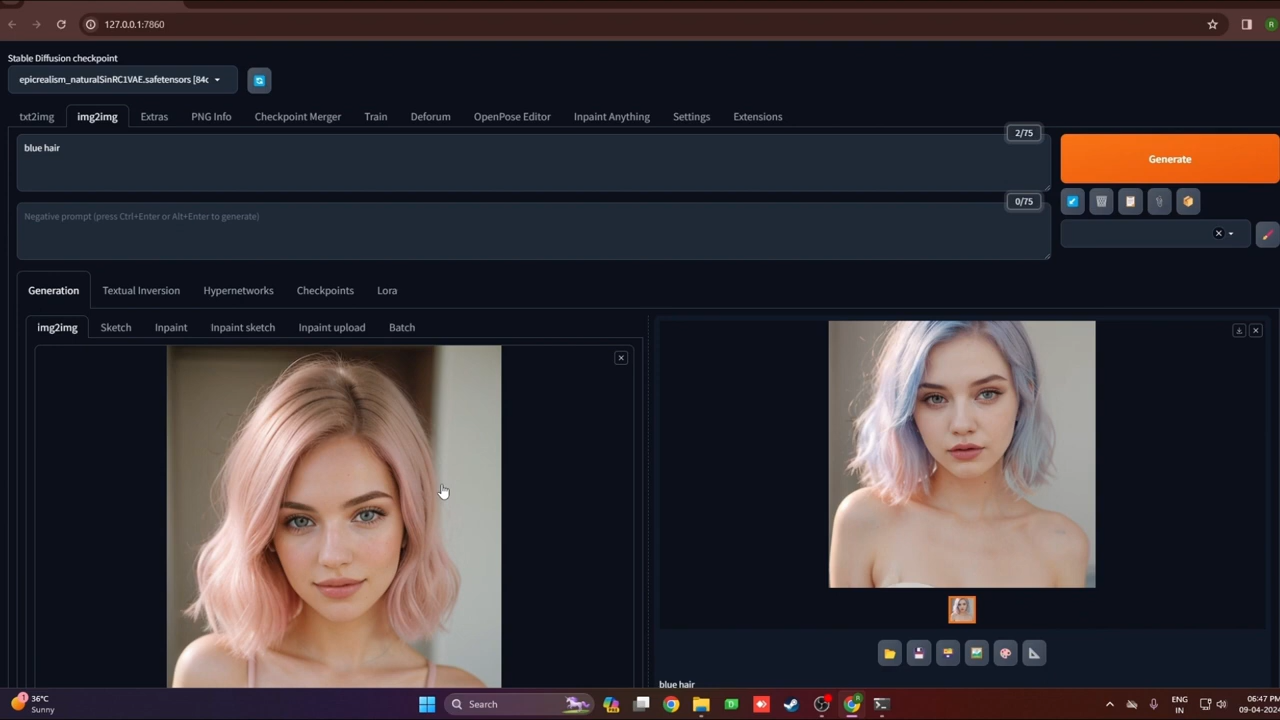 127.0.0.1:7860
Stable Diffusion checkpoint
epicrealism_naturalSinRC1VAE.safetensors [84c
txt2img img2img Extras PNG Info Checkpoint Merger Train Deforum OpenPose Editor Inpaint Anything Settings Extensions
2/75
blue hair
Generate
0/75
Negative prompt (press Ctrl+Enter or Alt+Enter to generate)
Generation Textual Inversion Hypernetworks Checkpoints Lora
img2img Sketch Inpaint Inpaint sketch Inpaint upload Batch
blue hair
1
36°C
Sunny
Search
ENG
IN
06:47 PM
09-04-2024